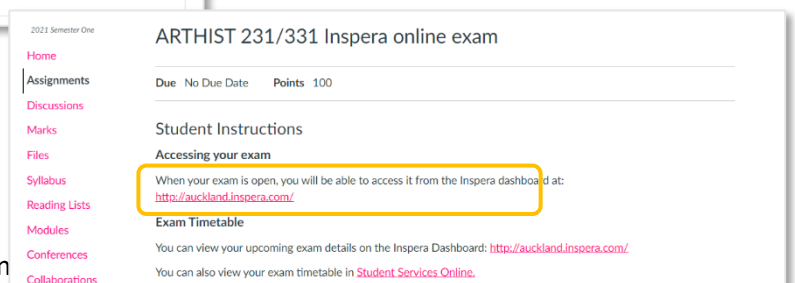 2021 Semester One
Home
Assignments
Discussions
Marks
Files
Syllabus
Reading Lists
Modules
Conferences
Collaborations
ARTHIST 231/331 Inspera online exam
Due No Due Date Points 100
Student Instructions
Accessing your exam
When your exam is open, you will be able to access it from the Inspera dashboard at:
http://auckland.inspera.com/
Exam Timetable
You can view your upcoming exam details on the Inspera Dashboard: http://auckland.inspera.com/
You can also view your exam timetable in Student Services Online.